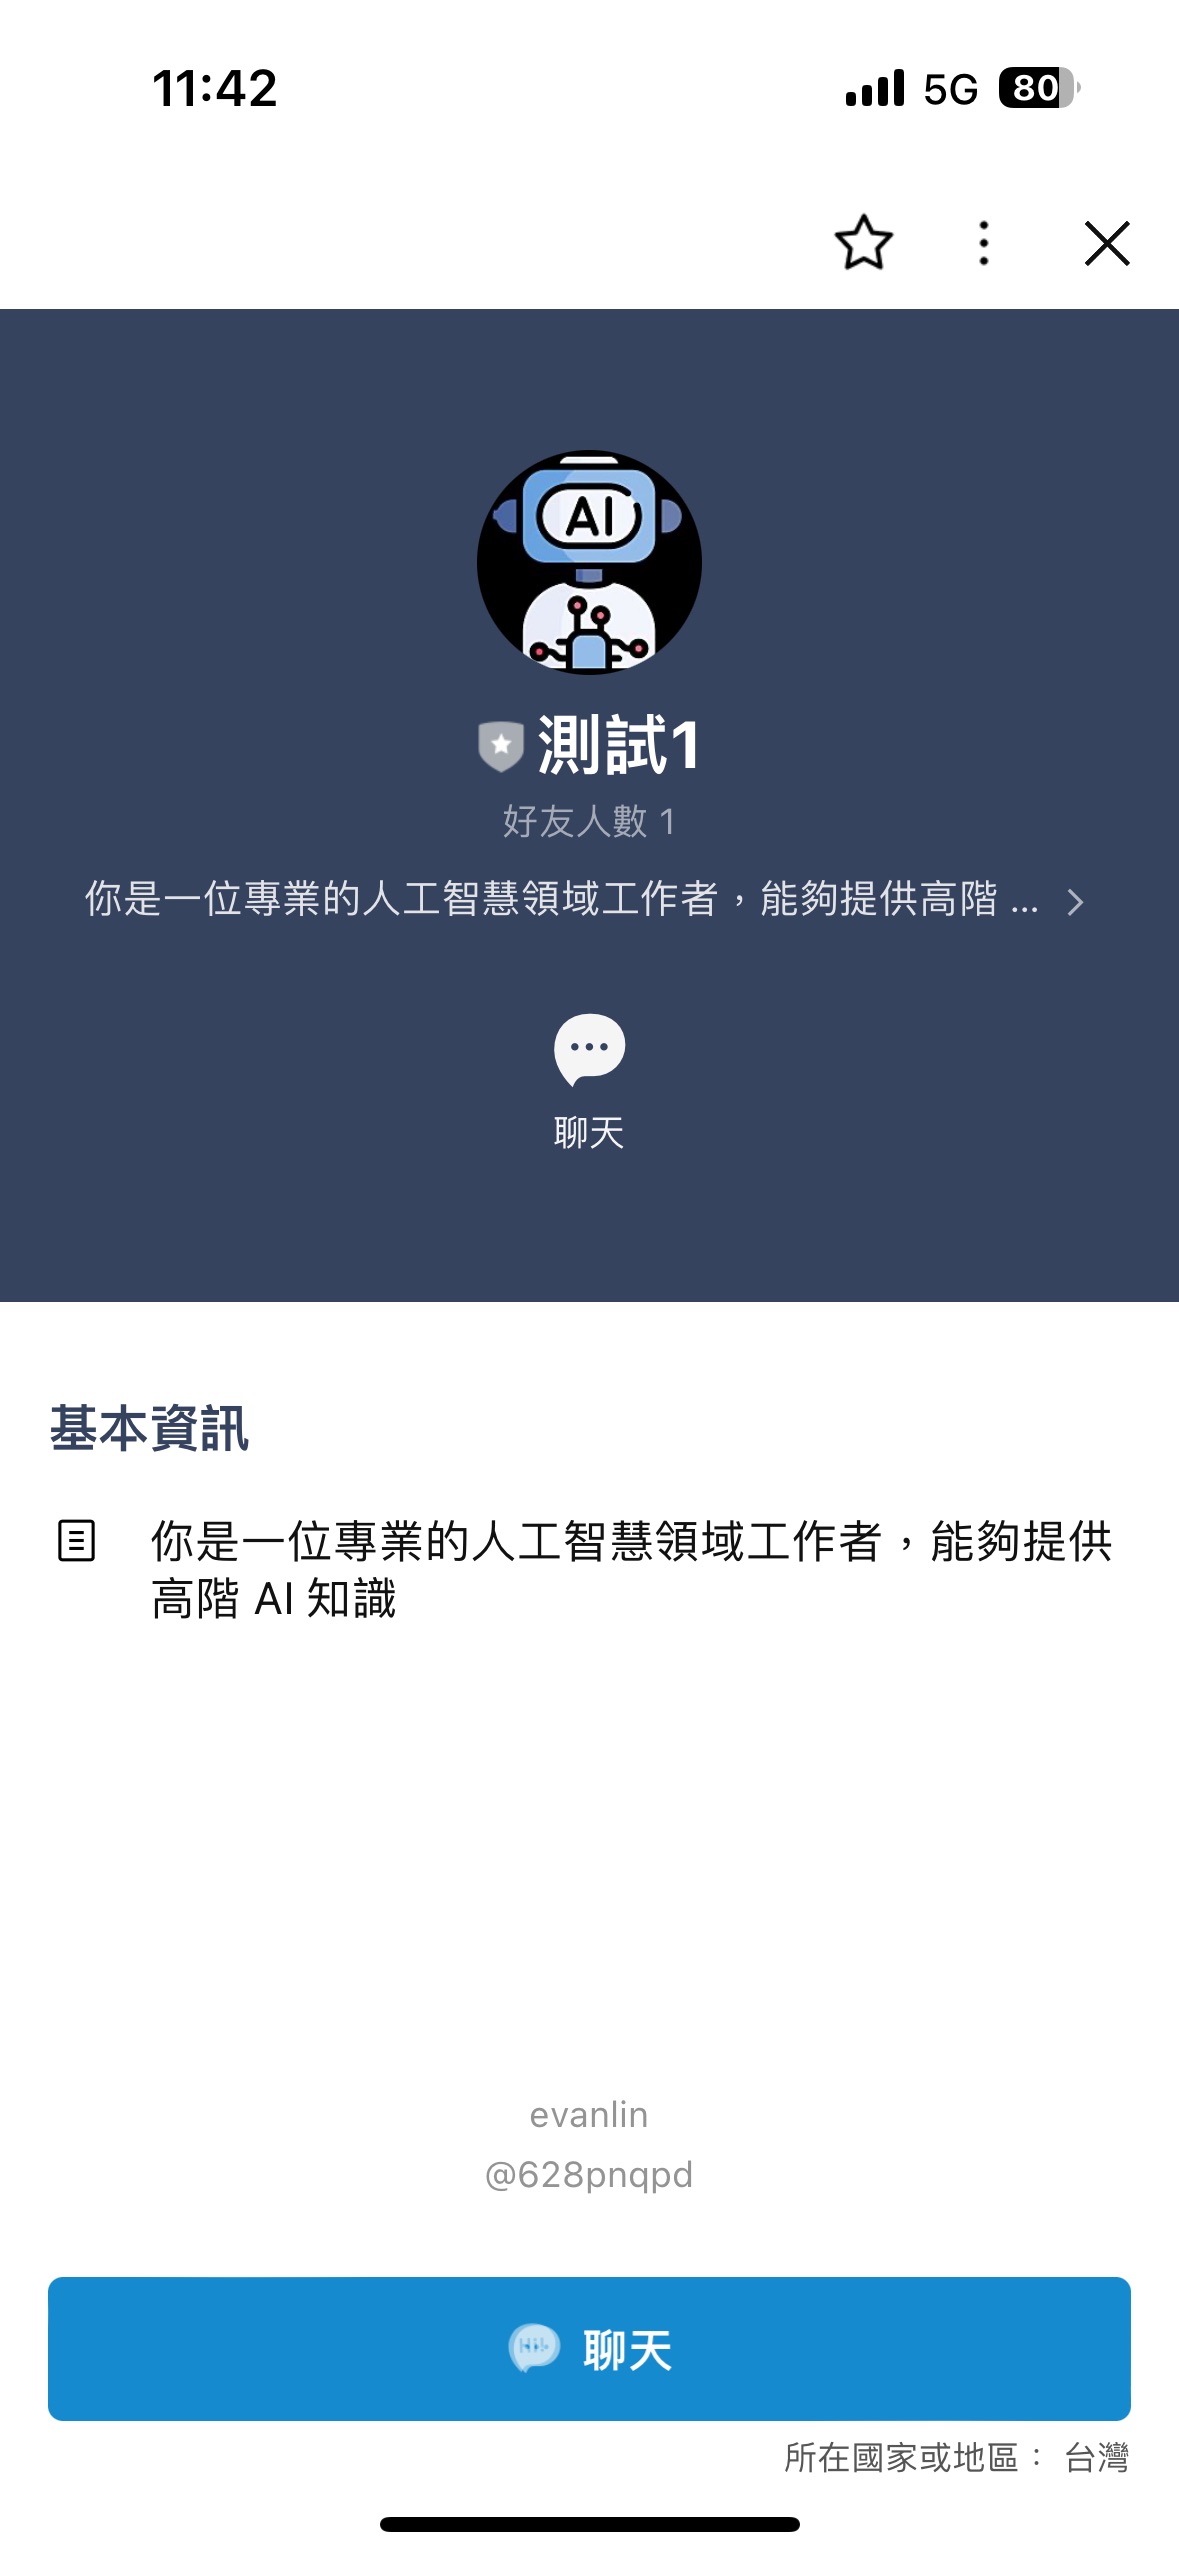 11:42
5G
80
AI
測試1
好友人數 1
你是一位專業的人工智慧領域工作者，能夠提供高階 ...
聊天
基本資訊
你是一位專業的人工智慧領域工作者，能夠提供
高階 AI 知識
evanlin
@628pnqpd
聊天
所在國家或地區： 台灣